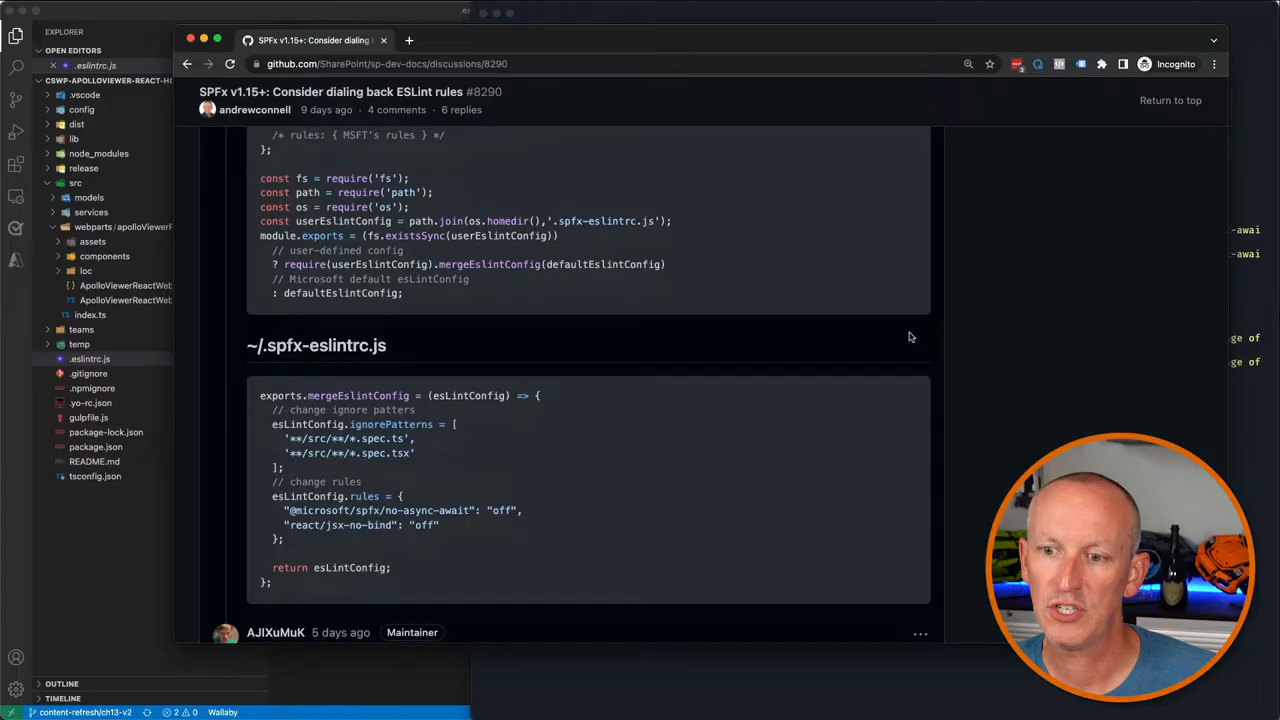 EXPLORER
OPEN EDITORS
.eslintrc.js
CSWP-APOLLOVIEWER-REACT-HO
.vscode
config
dist
lib
node_modules
release
src
models
services
webparts / apolloViewerF
assets
components
loc
{ } ApolloViewerReactWeb
TS ApolloViewerReactWeb
TS index.ts
teams
temp
.eslintrc.js
.gitignore
.npmignore
.yo-rc.json
gulpfile.js
package-lock.json
package.json
README.md
tsconfig.json
OUTLINE
TIMELINE
content-refresh/ch13-v2 2 0 Wallaby
SPFx v1.15+: Consider dialing
github.com/SharePoint/sp-dev-docs/discussions/8290
Incognito
SPFx v1.15+: Consider dialing back ESLint rules #8290
andrewconnell 9 days ago · 4 comments · 6 replies
Return to top
/* rules: { MSFT's rules } */
};
const fs = require('fs');
const path = require('path');
const os = require('os');
const userEslintConfig = path.join(os.homedir(),'.spfx-eslintrc.js');
module.exports = (fs.existsSync(userEslintConfig))
// user-defined config
? require(userEslintConfig).mergeEslintConfig(defaultEslintConfig)
// Microsoft default esLintConfig
: defaultEslintConfig;
~/.spfx-eslintrc.js
exports.mergeEslintConfig = (esLintConfig) => {
// change ignore patters
esLintConfig.ignorePatterns = [
'**/src/**/*.spec.ts',
'**/src/**/*.spec.tsx'
];
// change rules
esLintConfig.rules = {
"@microsoft/spfx/no-async-await": "off",
"react/jsx-no-bind": "off"
};
return esLintConfig;
};
AJIXuMuK 5 days ago Maintainer
-awai
-awai
ge of
ge of